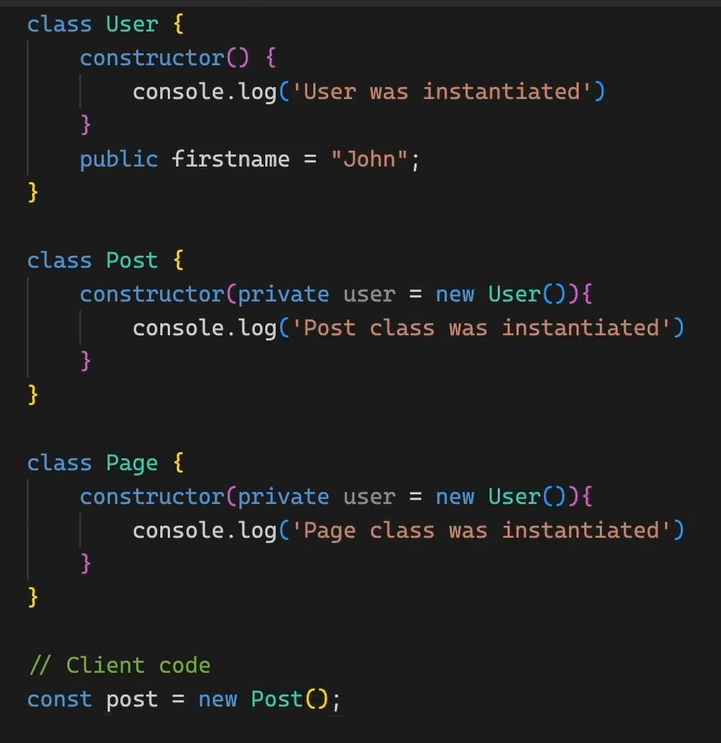 class User {
constructor() {
console.log('User was instantiated')
}
public firstname = "John";
}
class Post {
constructor(private user = new User()){
console.log('Post class was instantiated')
}
}
class Page {
constructor(private user = new User()){
console.log('Page class was instantiated')
}
}
// Client code
const post = new Post();